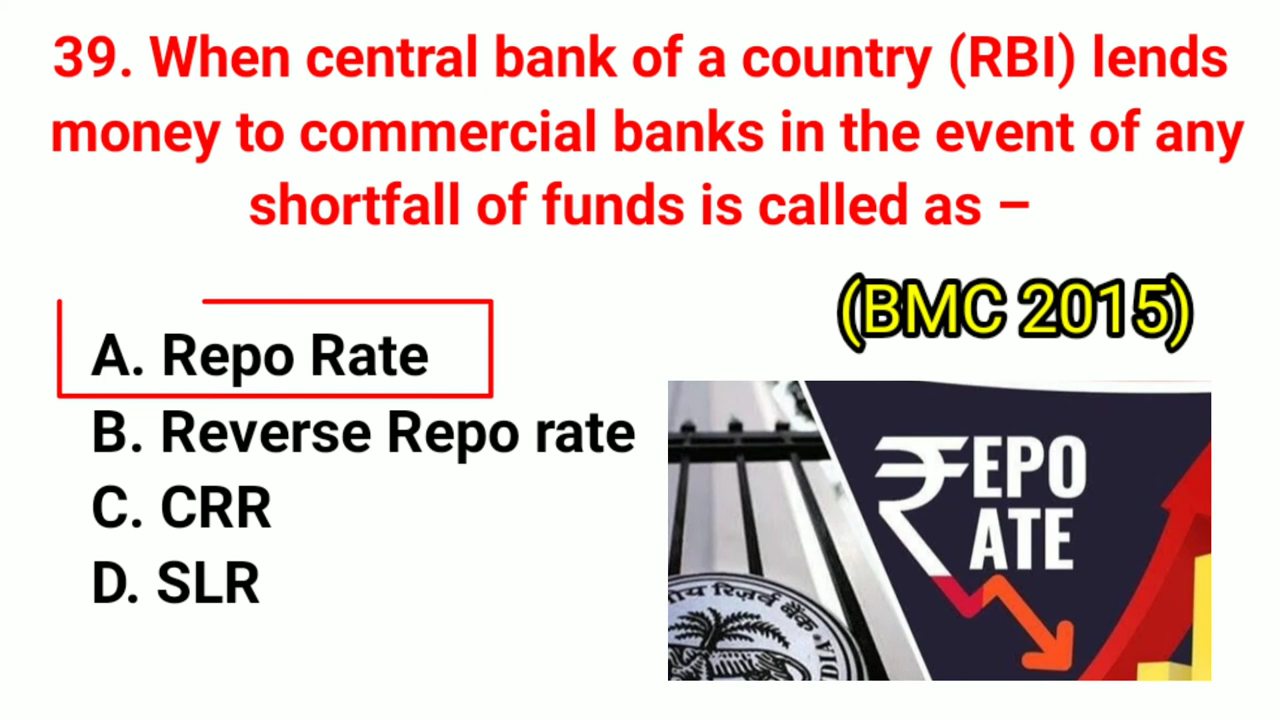 39. When central bank of a country (RBI) lends
money to commercial banks in the event of any
shortfall of funds is called as –
(BMC 2015)
A. Repo Rate
B. Reverse Repo rate
C. CRR
D. SLR
₹EPO
ATE
रिज़र्व बैंक